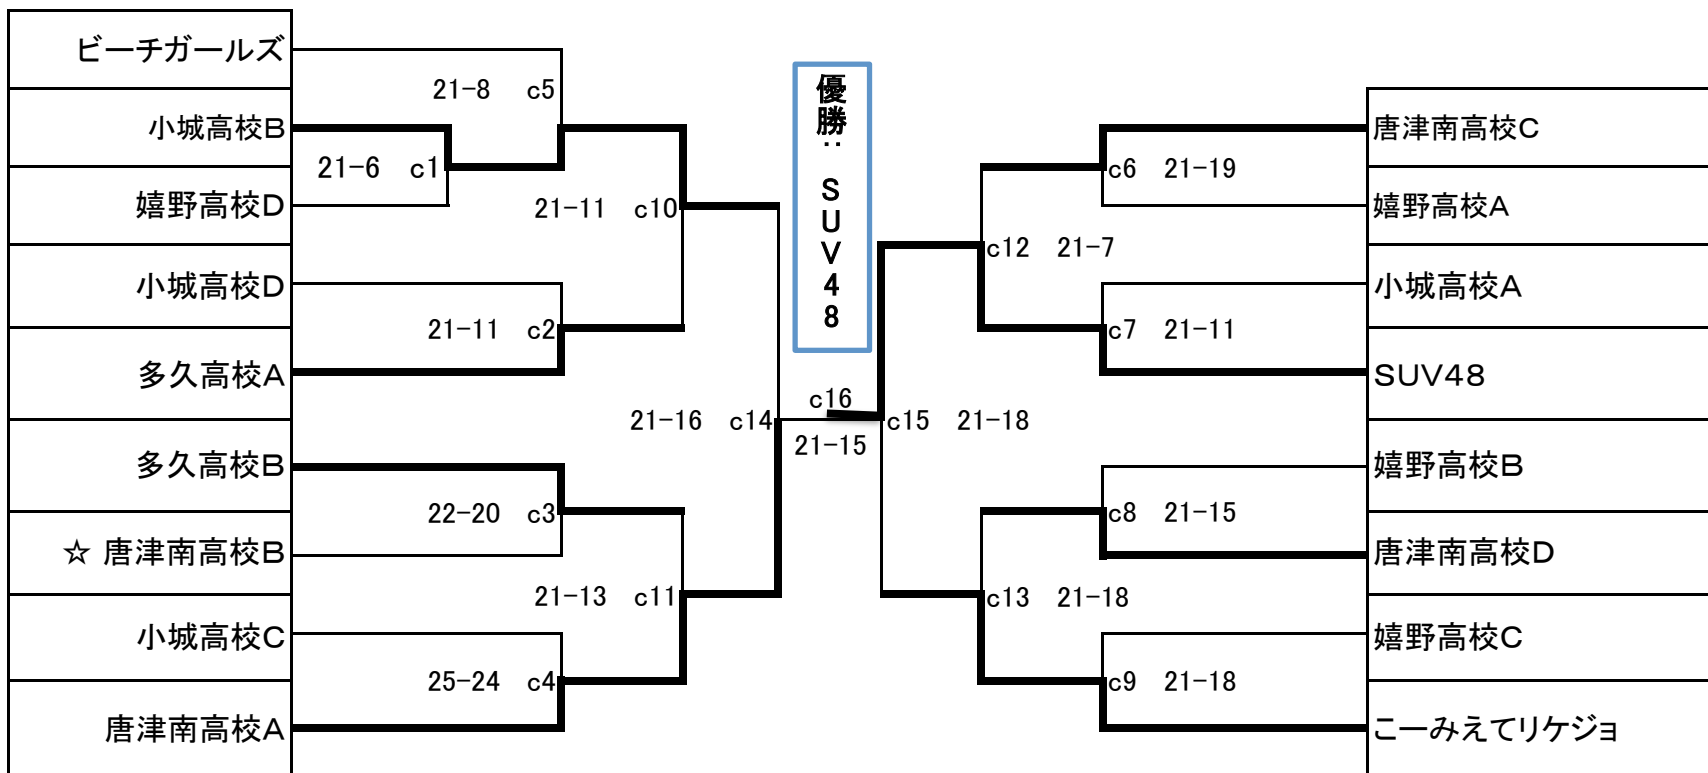 ビーチガールズ
21-8 c5
小城高校B
21-6 c1
嬉野高校D
21-11 c10
小城高校D
21-11 c2
多久高校A
21-16 c14
多久高校B
22-20 c3
☆ 唐津南高校B
21-13 c11
小城高校C
25-24 c4
唐津南高校A
優勝：SUV48
c16
21-15
唐津南高校C
c6 21-19
嬉野高校A
c12 21-7
小城高校A
c7 21-11
SUV48
c15 21-18
嬉野高校B
c8 21-15
唐津南高校D
c13 21-18
嬉野高校C
c9 21-18
こーみえてリケジョ